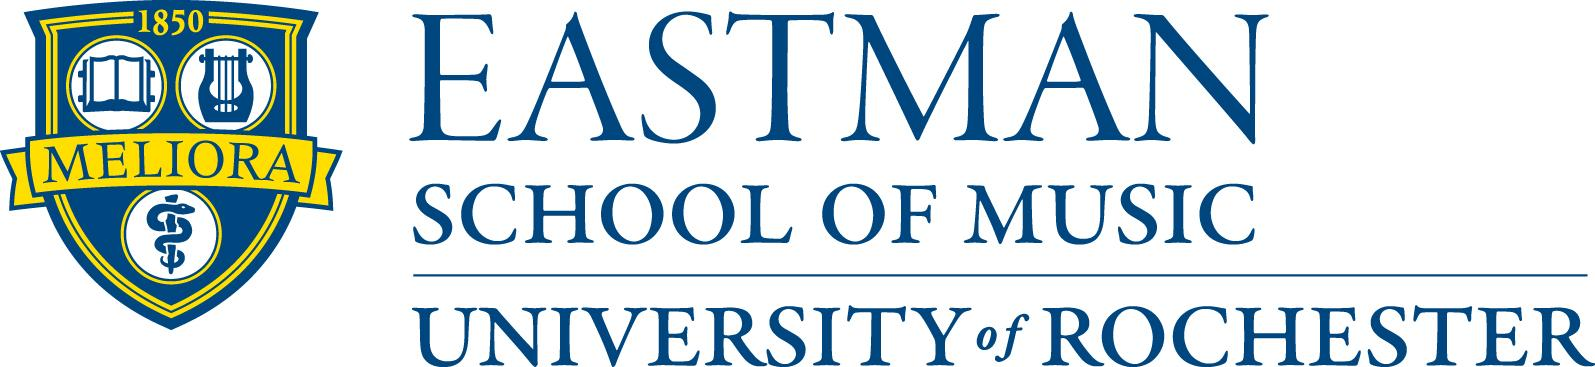 1850
MELIORA
EASTMAN
SCHOOL OF MUSIC
UNIVERSITY of ROCHESTER